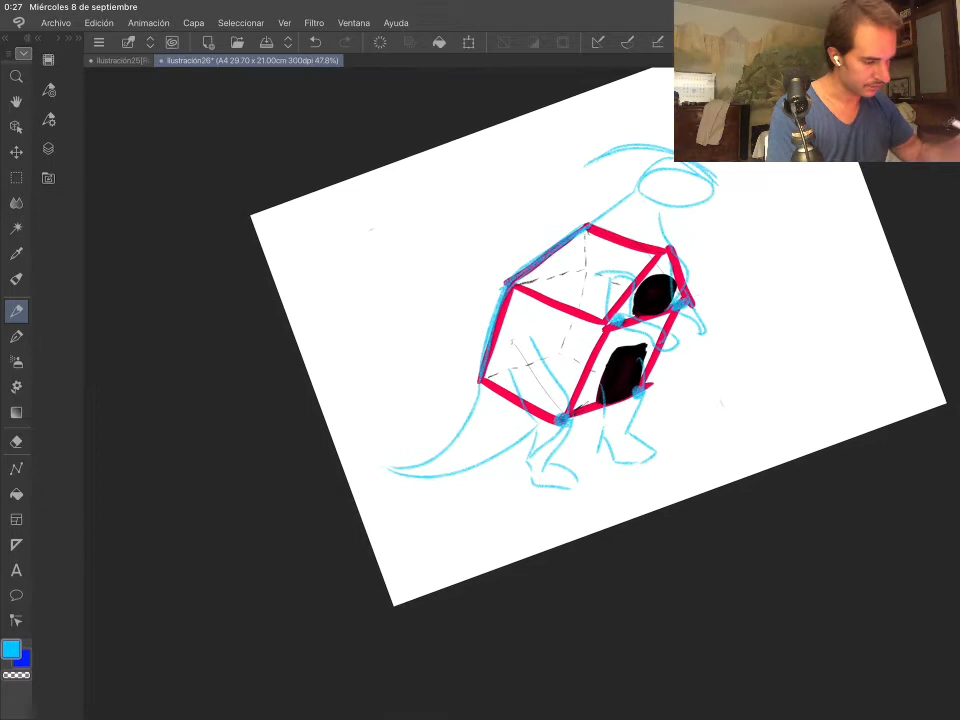 0:27 Miércoles 8 de septiembre
Archivo Edición Animación Capa Seleccionar Ver Filtro Ventana Ayuda
Ilustración25 Ilustración26* (A4 29.70 x 21.00cm 300dpi 47.8%)